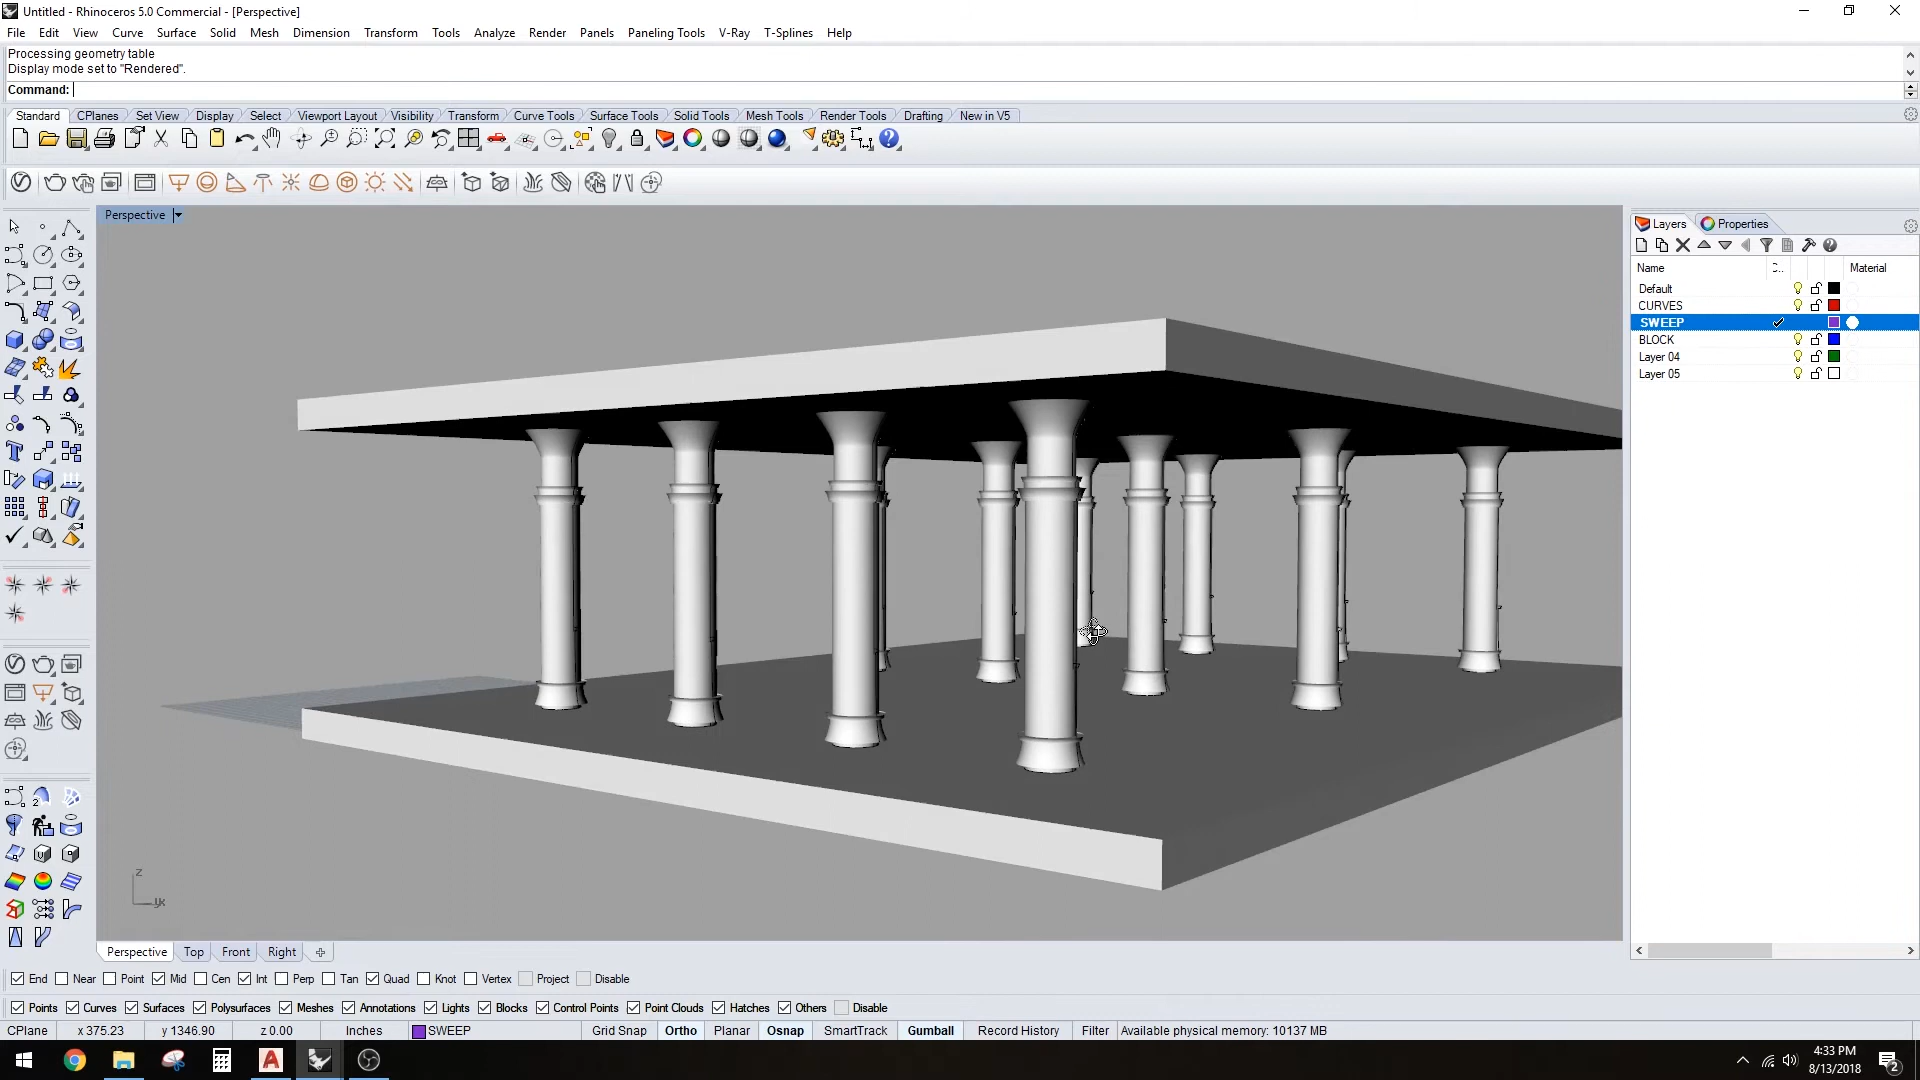 Untitled - Rhinoceros 5.0 Commercial - [Perspective]
File Edit View Curve Surface Solid Mesh Dimension Transform Tools Analyze Render Panels Paneling Tools V-Ray T-Splines Help
Processing geometry table
Display mode set to "Rendered".
Command:
Standard CPlanes Set View Display Select Viewport Layout Visibility Transform Curve Tools Surface Tools Solid Tools Mesh Tools Render Tools Drafting New in V5
Perspective
Layers Properties
Name C.. Material
Default
CURVES
SWEEP
BLOCK
Layer 04
Layer 05
z
Perspective Top Front Right
End Near Point Mid Cen Int Perp Tan Quad Knot Vertex Project Disable
Points Curves Surfaces Polysurfaces Meshes Annotations Lights Blocks Control Points Point Clouds Hatches Others Disable
CPlane x 375.23 y 1346.90 z 0.00 Inches SWEEP Grid Snap Ortho Planar Osnap SmartTrack Gumball Record History Filter Available physical memory: 10137 MB
4:33 PM
8/13/2018
2